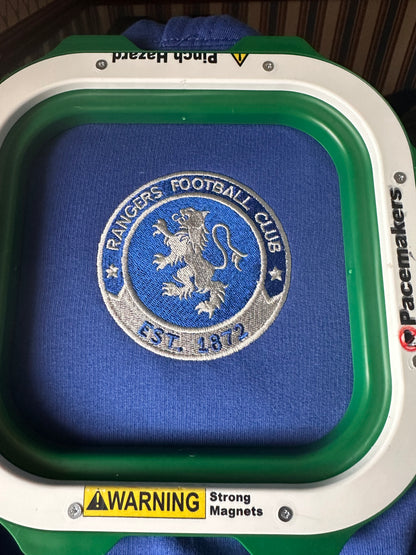 Pinch Hazard
RANGERS FOOTBALL CLUB
EST. 1872
Pacemakers
WARNING Strong
Magnets